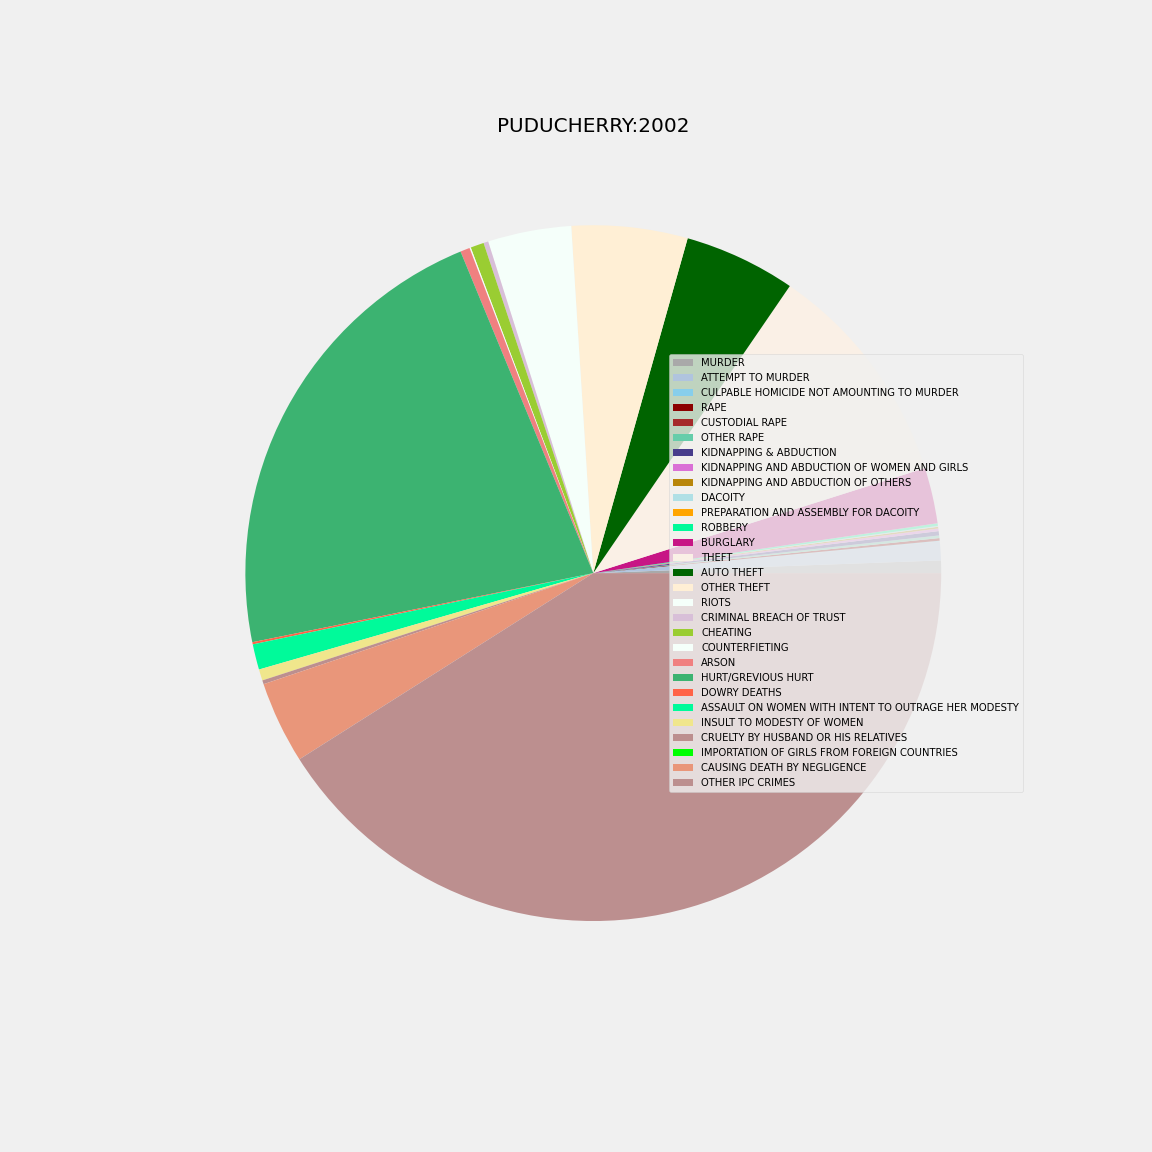 PUDUCHERRY:2002
MURDER
ATTEMPT TO MURDER
CULPABLE HOMICIDE NOT AMOUNTING TO MURDER
RAPE
CUSTODIAL RAPE
OTHER RAPE
KIDNAPPING & ABDUCTION
KIDNAPPING AND ABDUCTION OF WOMEN AND GIRLS
KIDNAPPING AND ABDUCTION OF OTHERS
DACOITY
PREPARATION AND ASSEMBLY FOR DACOITY
ROBBERY
BURGLARY
THEFT
AUTO THEFT
OTHER THEFT
RIOTS
CRIMINAL BREACH OF TRUST
CHEATING
COUNTERFIETING
ARSON
HURT/GREVIOUS HURT
DOWRY DEATHS
ASSAULT ON WOMEN WITH INTENT TO OUTRAGE HER MODESTY
INSULT TO MODESTY OF WOMEN
CRUELTY BY HUSBAND OR HIS RELATIVES
IMPORTATION OF GIRLS FROM FOREIGN COUNTRIES
CAUSING DEATH BY NEGLIGENCE
OTHER IPC CRIMES